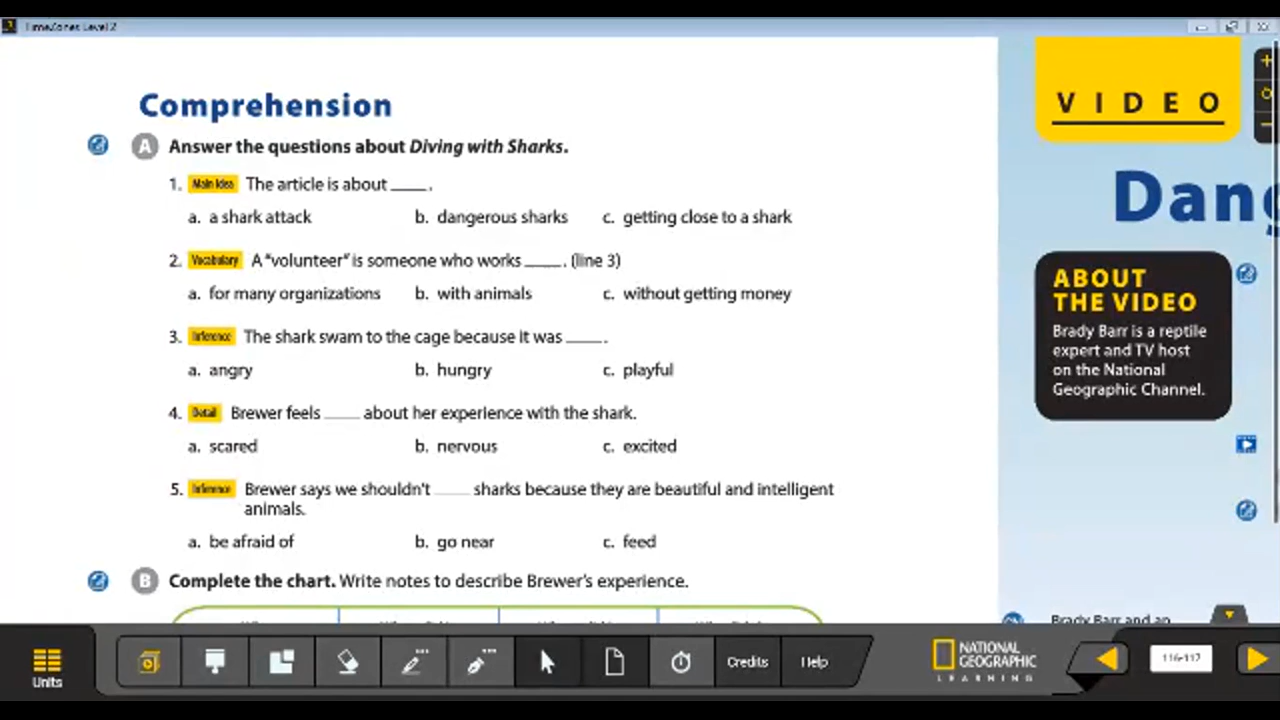 TimeZones Level 2
VIDEO
Comprehension
A Answer the questions about Diving with Sharks.
1. Main Idea The article is about ____.
a. a shark attack b. dangerous sharks c. getting close to a shark
2. Vocabulary A "volunteer" is someone who works ____. (line 3)
a. for many organizations b. with animals c. without getting money
3. Inference The shark swam to the cage because it was ____.
a. angry b. hungry c. playful
4. Detail Brewer feels ____ about her experience with the shark.
a. scared b. nervous c. excited
5. Inference Brewer says we shouldn't ____ sharks because they are beautiful and intelligent
animals.
a. be afraid of b. go near c. feed
B Complete the chart. Write notes to describe Brewer's experience.
Dang
ABOUT
THE VIDEO
Brady Barr is a reptile
expert and TV host
on the National
Geographic Channel.
Brady Barr and an
Units
Credits Help
NATIONAL
GEOGRAPHIC
LEARNING
116-117